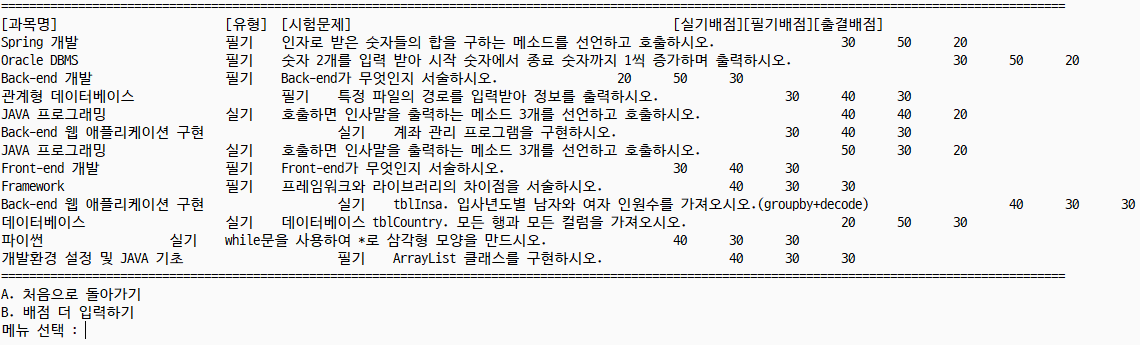 ==========================================================================================
[과목명] [유형] [시험문제] [실기배점][필기배점][출결배점]
Spring 개발 필기 인자로 받은 숫자들의 합을 구하는 메소드를 선언하고 호출하시오. 30 50 20
Oracle DBMS 필기 숫자 2개를 입력 받아 시작 숫자에서 종료 숫자까지 1씩 증가하며 출력하시오. 30 50 20
Back-end 개발 필기 Back-end가 무엇인지 서술하시오. 20 50 30
관계형 데이터베이스 필기 특정 파일의 경로를 입력받아 정보를 출력하시오. 30 40 30
JAVA 프로그래밍 실기 호출하면 인사말을 출력하는 메소드 3개를 선언하고 호출하시오. 40 40 20
Back-end 웹 애플리케이션 구현 실기 계좌 관리 프로그램을 구현하시오. 30 40 30
JAVA 프로그래밍 실기 호출하면 인사말을 출력하는 메소드 3개를 선언하고 호출하시오. 50 30 20
Front-end 개발 필기 Front-end가 무엇인지 서술하시오. 30 40 30
Framework 필기 프레임워크와 라이브러리의 차이점을 서술하시오. 40 30 30
Back-end 웹 애플리케이션 구현 실기 tblInsa. 입사년도별 남자와 여자 인원수를 가져오시오.(groupby+decode) 40 30 30
데이터베이스 실기 데이터베이스 tblCountry. 모든 행과 모든 컬럼을 가져오시오. 20 50 30
파이썬 실기 while문을 사용하여 *로 삼각형 모양을 만드시오. 40 30 30
개발환경 설정 및 JAVA 기초 필기 ArrayList 클래스를 구현하시오. 40 30 30
==========================================================================================
A. 처음으로 돌아가기
B. 배점 더 입력하기
메뉴 선택 :